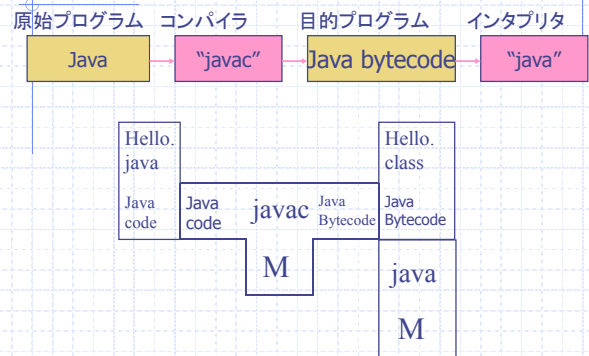 原始プログラム コンパイラ 目的プログラム インタプリタ
Java “javac” Java bytecode “java”
Hello.
java
Java
code
Java
code
javac
Java
Bytecode
Hello.
class
Java
Bytecode
M
java
M